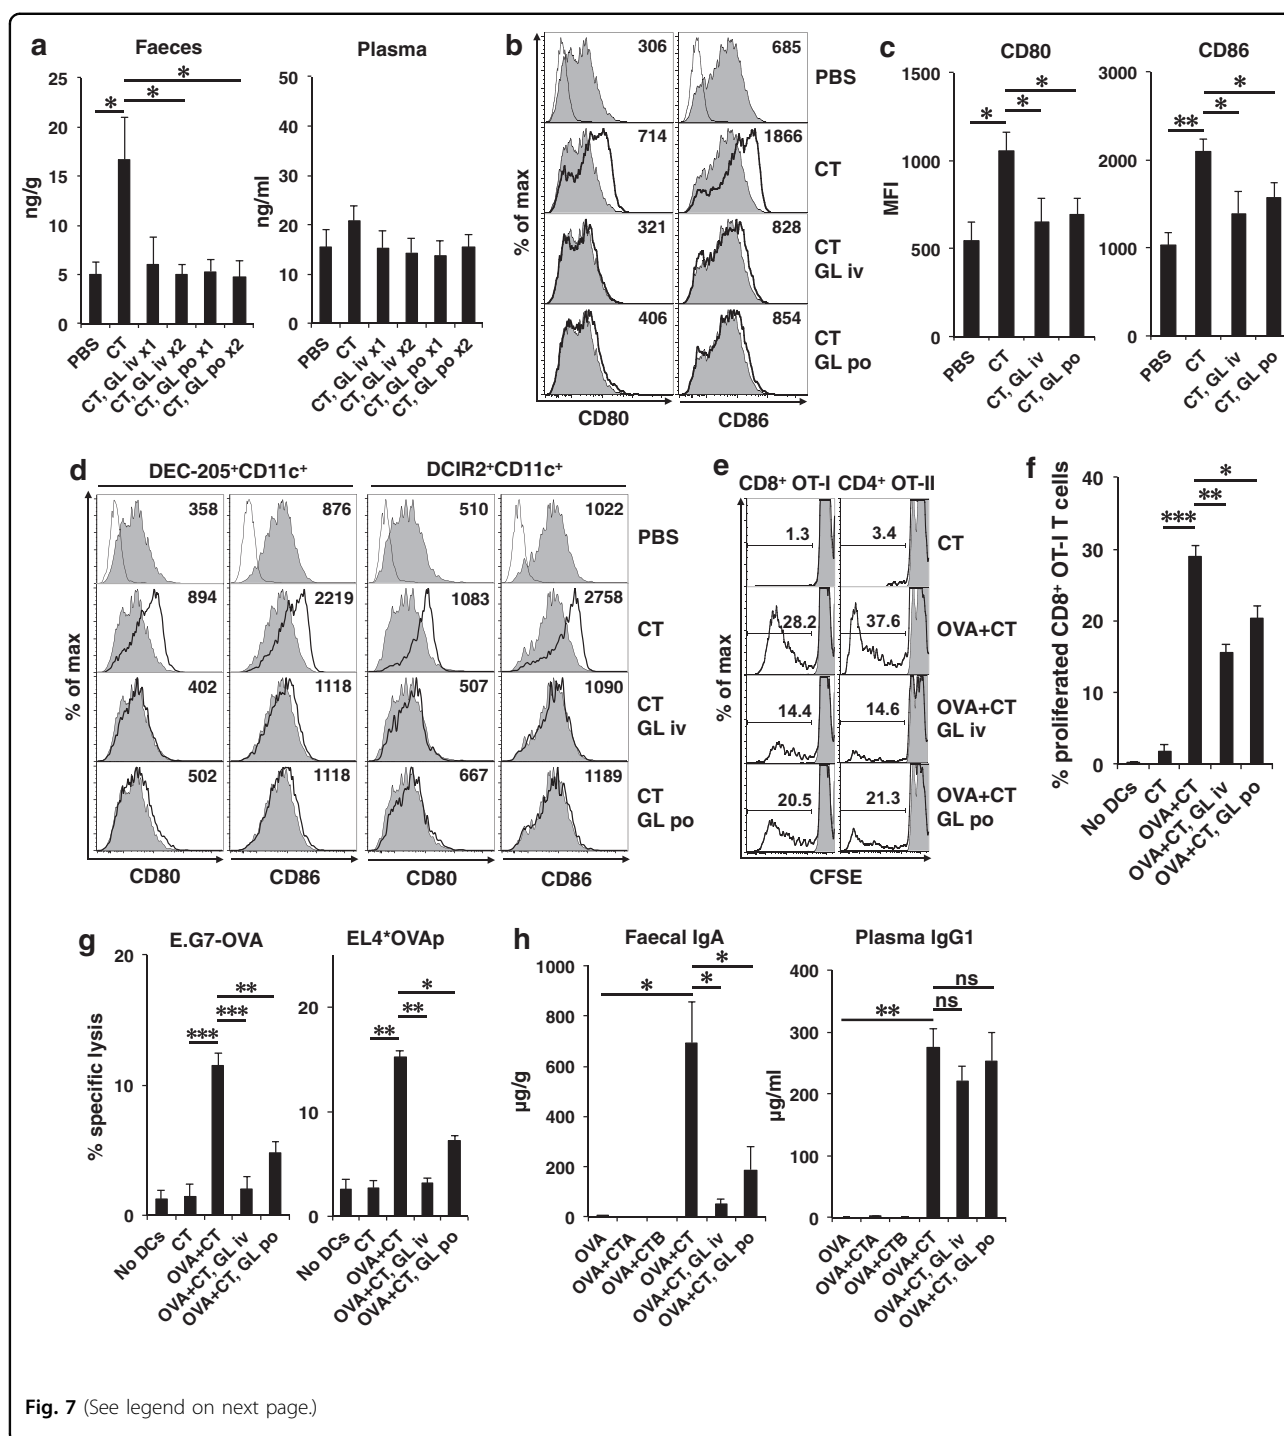 a
Faeces
Plasma
ng/g
25
20
15
10
5
0
*
*
*
PBS
CT
CT, GL iv x1
CT, GL iv x2
CT, GL po x1
CT, GL po x2
ng/ml
50
40
30
20
10
0
PBS
CT
CT, GL iv x1
CT, GL iv x2
CT, GL po x1
CT, GL po x2
b
% of max
306
685
PBS
714
1866
CT
321
828
CT
GL iv
406
854
CT
GL po
CD80
CD86
c
CD80
CD86
MFI
1500
1000
500
0
*
*
*
PBS
CT
CT, GL iv
CT, GL po
3000
2000
1000
0
*
*
**
PBS
CT
CT, GL iv
CT, GL po
d
DEC-205⁺CD11c⁺
DCIR2⁺CD11c⁺
% of max
358
876
510
1022
PBS
894
2219
1083
2758
CT
402
1118
507
1090
CT
GL iv
502
1118
667
1189
CT
GL po
CD80
CD86
CD80
CD86
e
CD8⁺ OT-I
CD4⁺ OT-II
% of max
1.3
3.4
CT
28.2
37.6
OVA+CT
14.4
14.6
OVA+CT
GL iv
20.5
21.3
OVA+CT
GL po
CFSE
f
% proliferated CD8⁺ OT-I T cells
40
30
20
10
0
*
**
***
No DCs
CT
OVA+CT
OVA+CT, GL iv
OVA+CT, GL po
g
E.G7-OVA
EL4*OVAp
% specific lysis
20
10
0
**
***
***
No DCs
CT
OVA+CT
OVA+CT, GL iv
OVA+CT, GL po
20
10
0
*
**
**
No DCs
CT
OVA+CT
OVA+CT, GL iv
OVA+CT, GL po
h
Faecal IgA
Plasma IgG1
µg/g
1000
800
600
400
200
0
*
*
*
OVA
OVA+CTA
OVA+CTB
OVA+CT
OVA+CT, GL iv
OVA+CT, GL po
µg/ml
400
300
200
100
0
ns
ns
**
OVA
OVA+CTA
OVA+CTB
OVA+CT
OVA+CT, GL iv
OVA+CT, GL po
Fig. 7 (See legend on next page.)